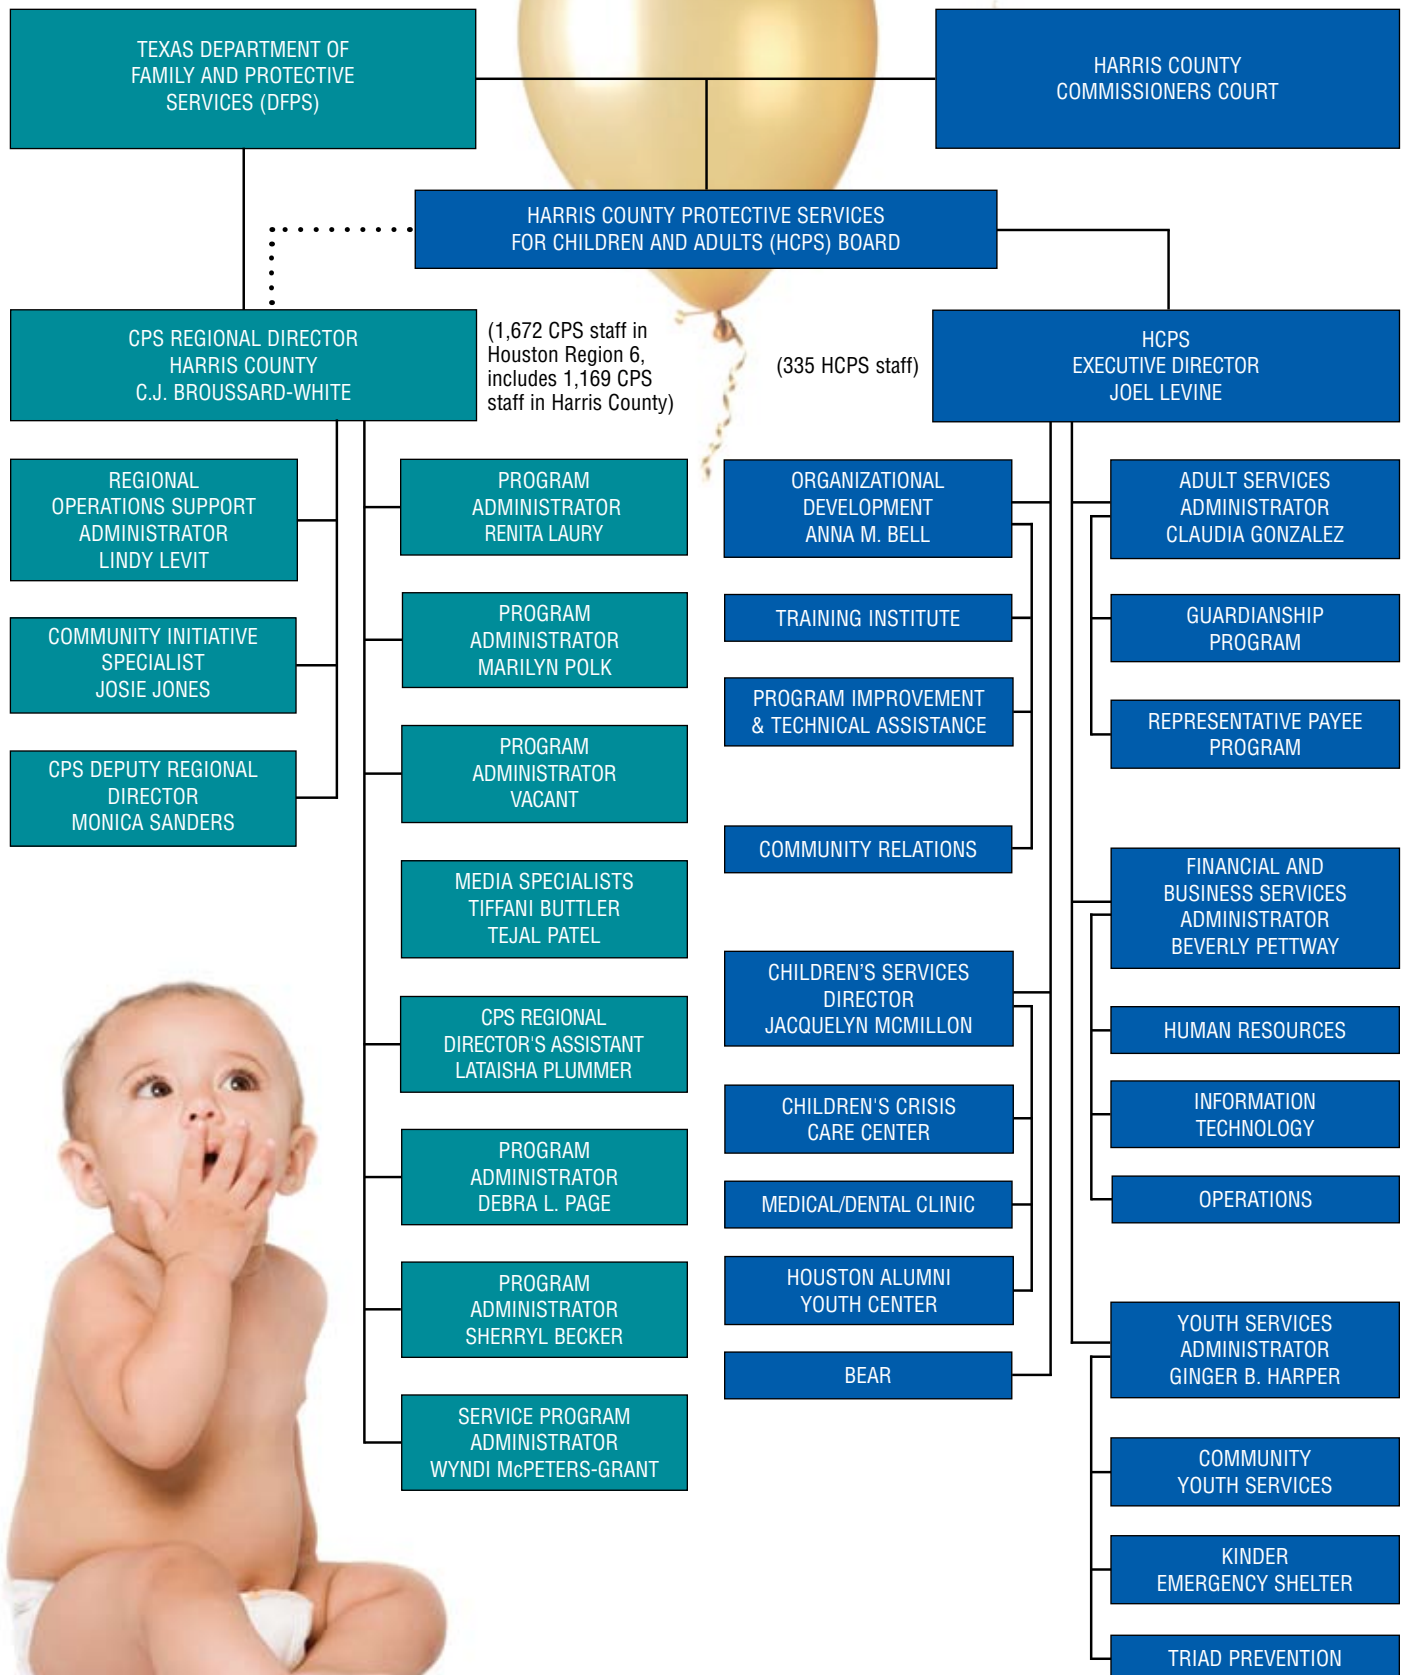 TEXAS DEPARTMENT OF
FAMILY AND PROTECTIVE
SERVICES (DFPS)
HARRIS COUNTY
COMMISSIONERS COURT
HARRIS COUNTY PROTECTIVE SERVICES
FOR CHILDREN AND ADULTS (HCPS) BOARD
CPS REGIONAL DIRECTOR
HARRIS COUNTY
C.J. BROUSSARD-WHITE
(1,672 CPS staff in
Houston Region 6,
includes 1,169 CPS
staff in Harris County)
(335 HCPS staff)
HCPS
EXECUTIVE DIRECTOR
JOEL LEVINE
REGIONAL
OPERATIONS SUPPORT
ADMINISTRATOR
LINDY LEVIT
COMMUNITY INITIATIVE
SPECIALIST
JOSIE JONES
CPS DEPUTY REGIONAL
DIRECTOR
MONICA SANDERS
PROGRAM
ADMINISTRATOR
RENITA LAURY
PROGRAM
ADMINISTRATOR
MARILYN POLK
PROGRAM
ADMINISTRATOR
VACANT
MEDIA SPECIALISTS
TIFFANI BUTTLER
TEJAL PATEL
CPS REGIONAL
DIRECTOR'S ASSISTANT
LATAISHA PLUMMER
PROGRAM
ADMINISTRATOR
DEBRA L. PAGE
PROGRAM
ADMINISTRATOR
SHERRYL BECKER
SERVICE PROGRAM
ADMINISTRATOR
WYNDI McPETERS-GRANT
ORGANIZATIONAL
DEVELOPMENT
ANNA M. BELL
TRAINING INSTITUTE
PROGRAM IMPROVEMENT
& TECHNICAL ASSISTANCE
COMMUNITY RELATIONS
CHILDREN’S SERVICES
DIRECTOR
JACQUELYN MCMILLON
CHILDREN'S CRISIS
CARE CENTER
MEDICAL/DENTAL CLINIC
HOUSTON ALUMNI
YOUTH CENTER
BEAR
ADULT SERVICES
ADMINISTRATOR
CLAUDIA GONZALEZ
GUARDIANSHIP
PROGRAM
REPRESENTATIVE PAYEE
PROGRAM
FINANCIAL AND
BUSINESS SERVICES
ADMINISTRATOR
BEVERLY PETTWAY
HUMAN RESOURCES
INFORMATION
TECHNOLOGY
OPERATIONS
YOUTH SERVICES
ADMINISTRATOR
GINGER B. HARPER
COMMUNITY
YOUTH SERVICES
KINDER
EMERGENCY SHELTER
TRIAD PREVENTION